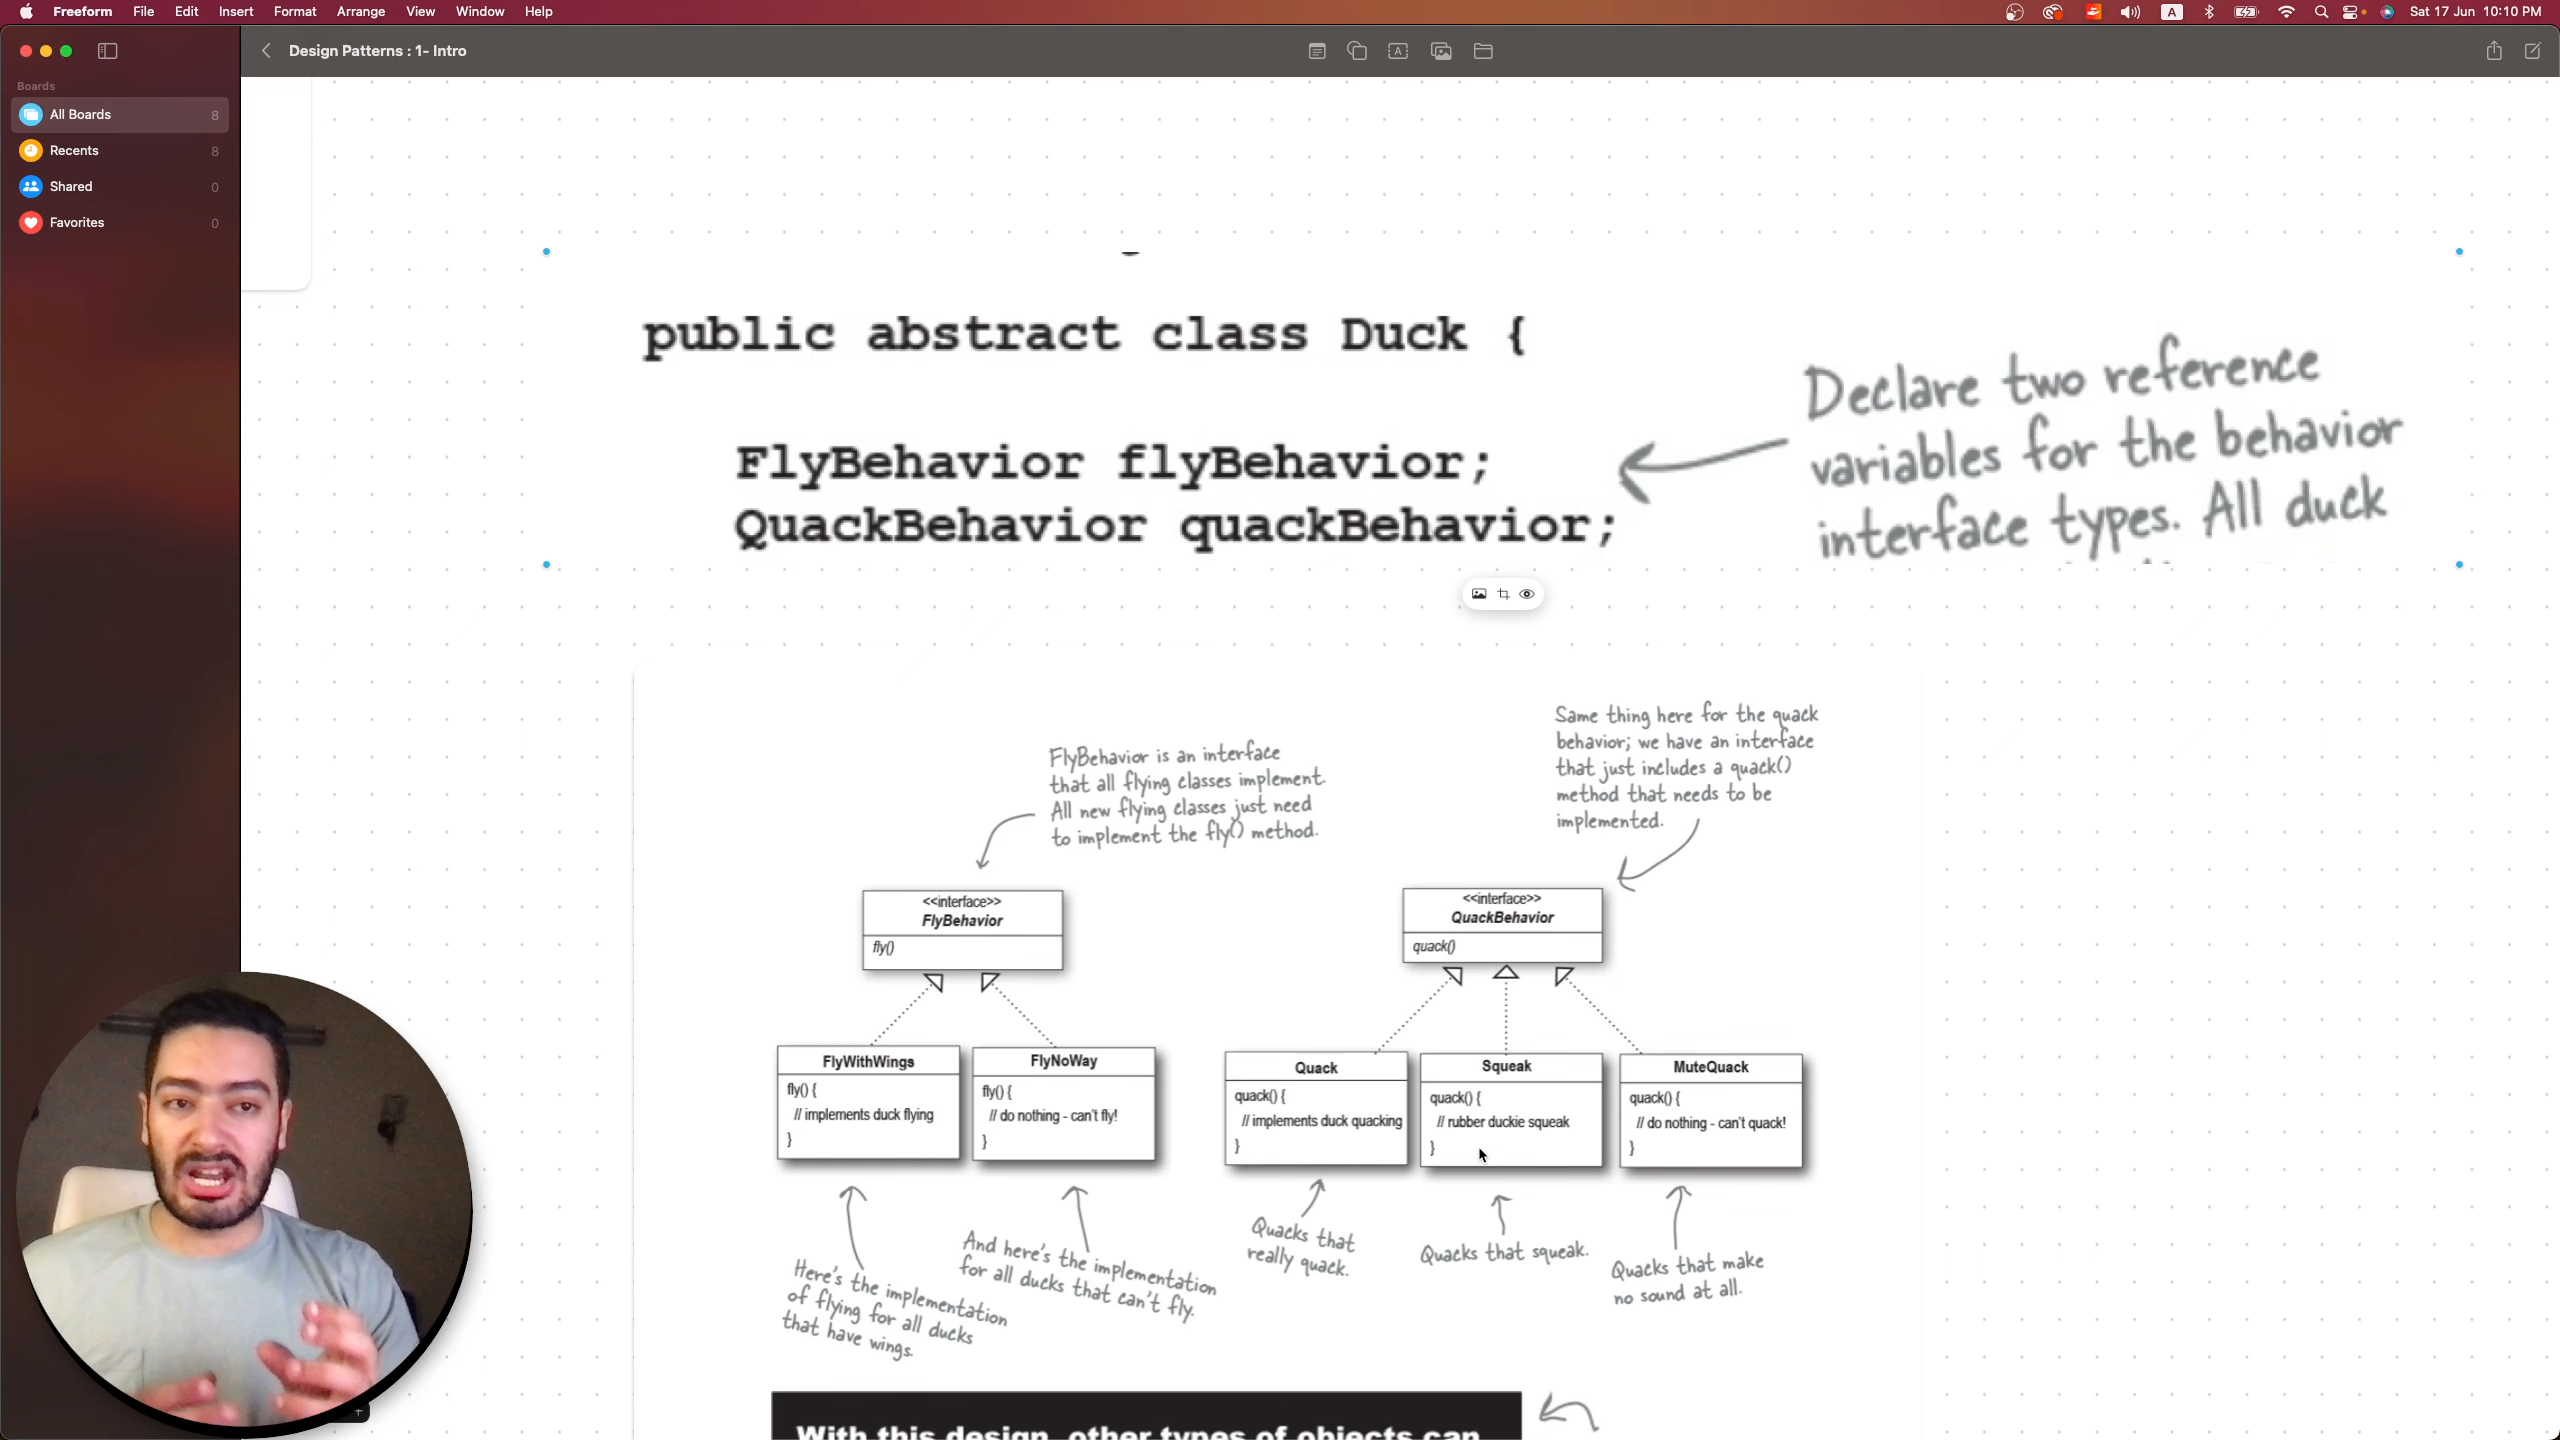 Freeform File Edit Insert Format Arrange View Window Help
A
Sat 17 Jun 10:10 PM
Design Patterns : 1- Intro
A
Boards
All Boards 8
Recents 8
Shared 0
Favorites 0
public abstract class Duck {
FlyBehavior flyBehavior;
QuackBehavior quackBehavior;
Declare two reference
variables for the behavior
interface types. All duck
FlyBehavior is an interface
that all flying classes implement.
All new flying classes just need
to implement the fly() method.
Same thing here for the quack
behavior; we have an interface
that just includes a quack()
method that needs to be
implemented.
<<interface>>
FlyBehavior
fly()
<<interface>>
QuackBehavior
quack()
FlyWithWings
fly() {
// implements duck flying
}
FlyNoWay
fly() {
// do nothing - can't fly!
}
Quack
quack() {
// implements duck quacking
}
Squeak
quack() {
// rubber duckie squeak
}
MuteQuack
quack() {
// do nothing - can't quack!
}
Here's the implementation
of flying for all ducks
that have wings.
And here's the implementation
for all ducks that can't fly.
Quacks that
really quack.
Quacks that squeak.
Quacks that make
no sound at all.
With this design, other types of objects can